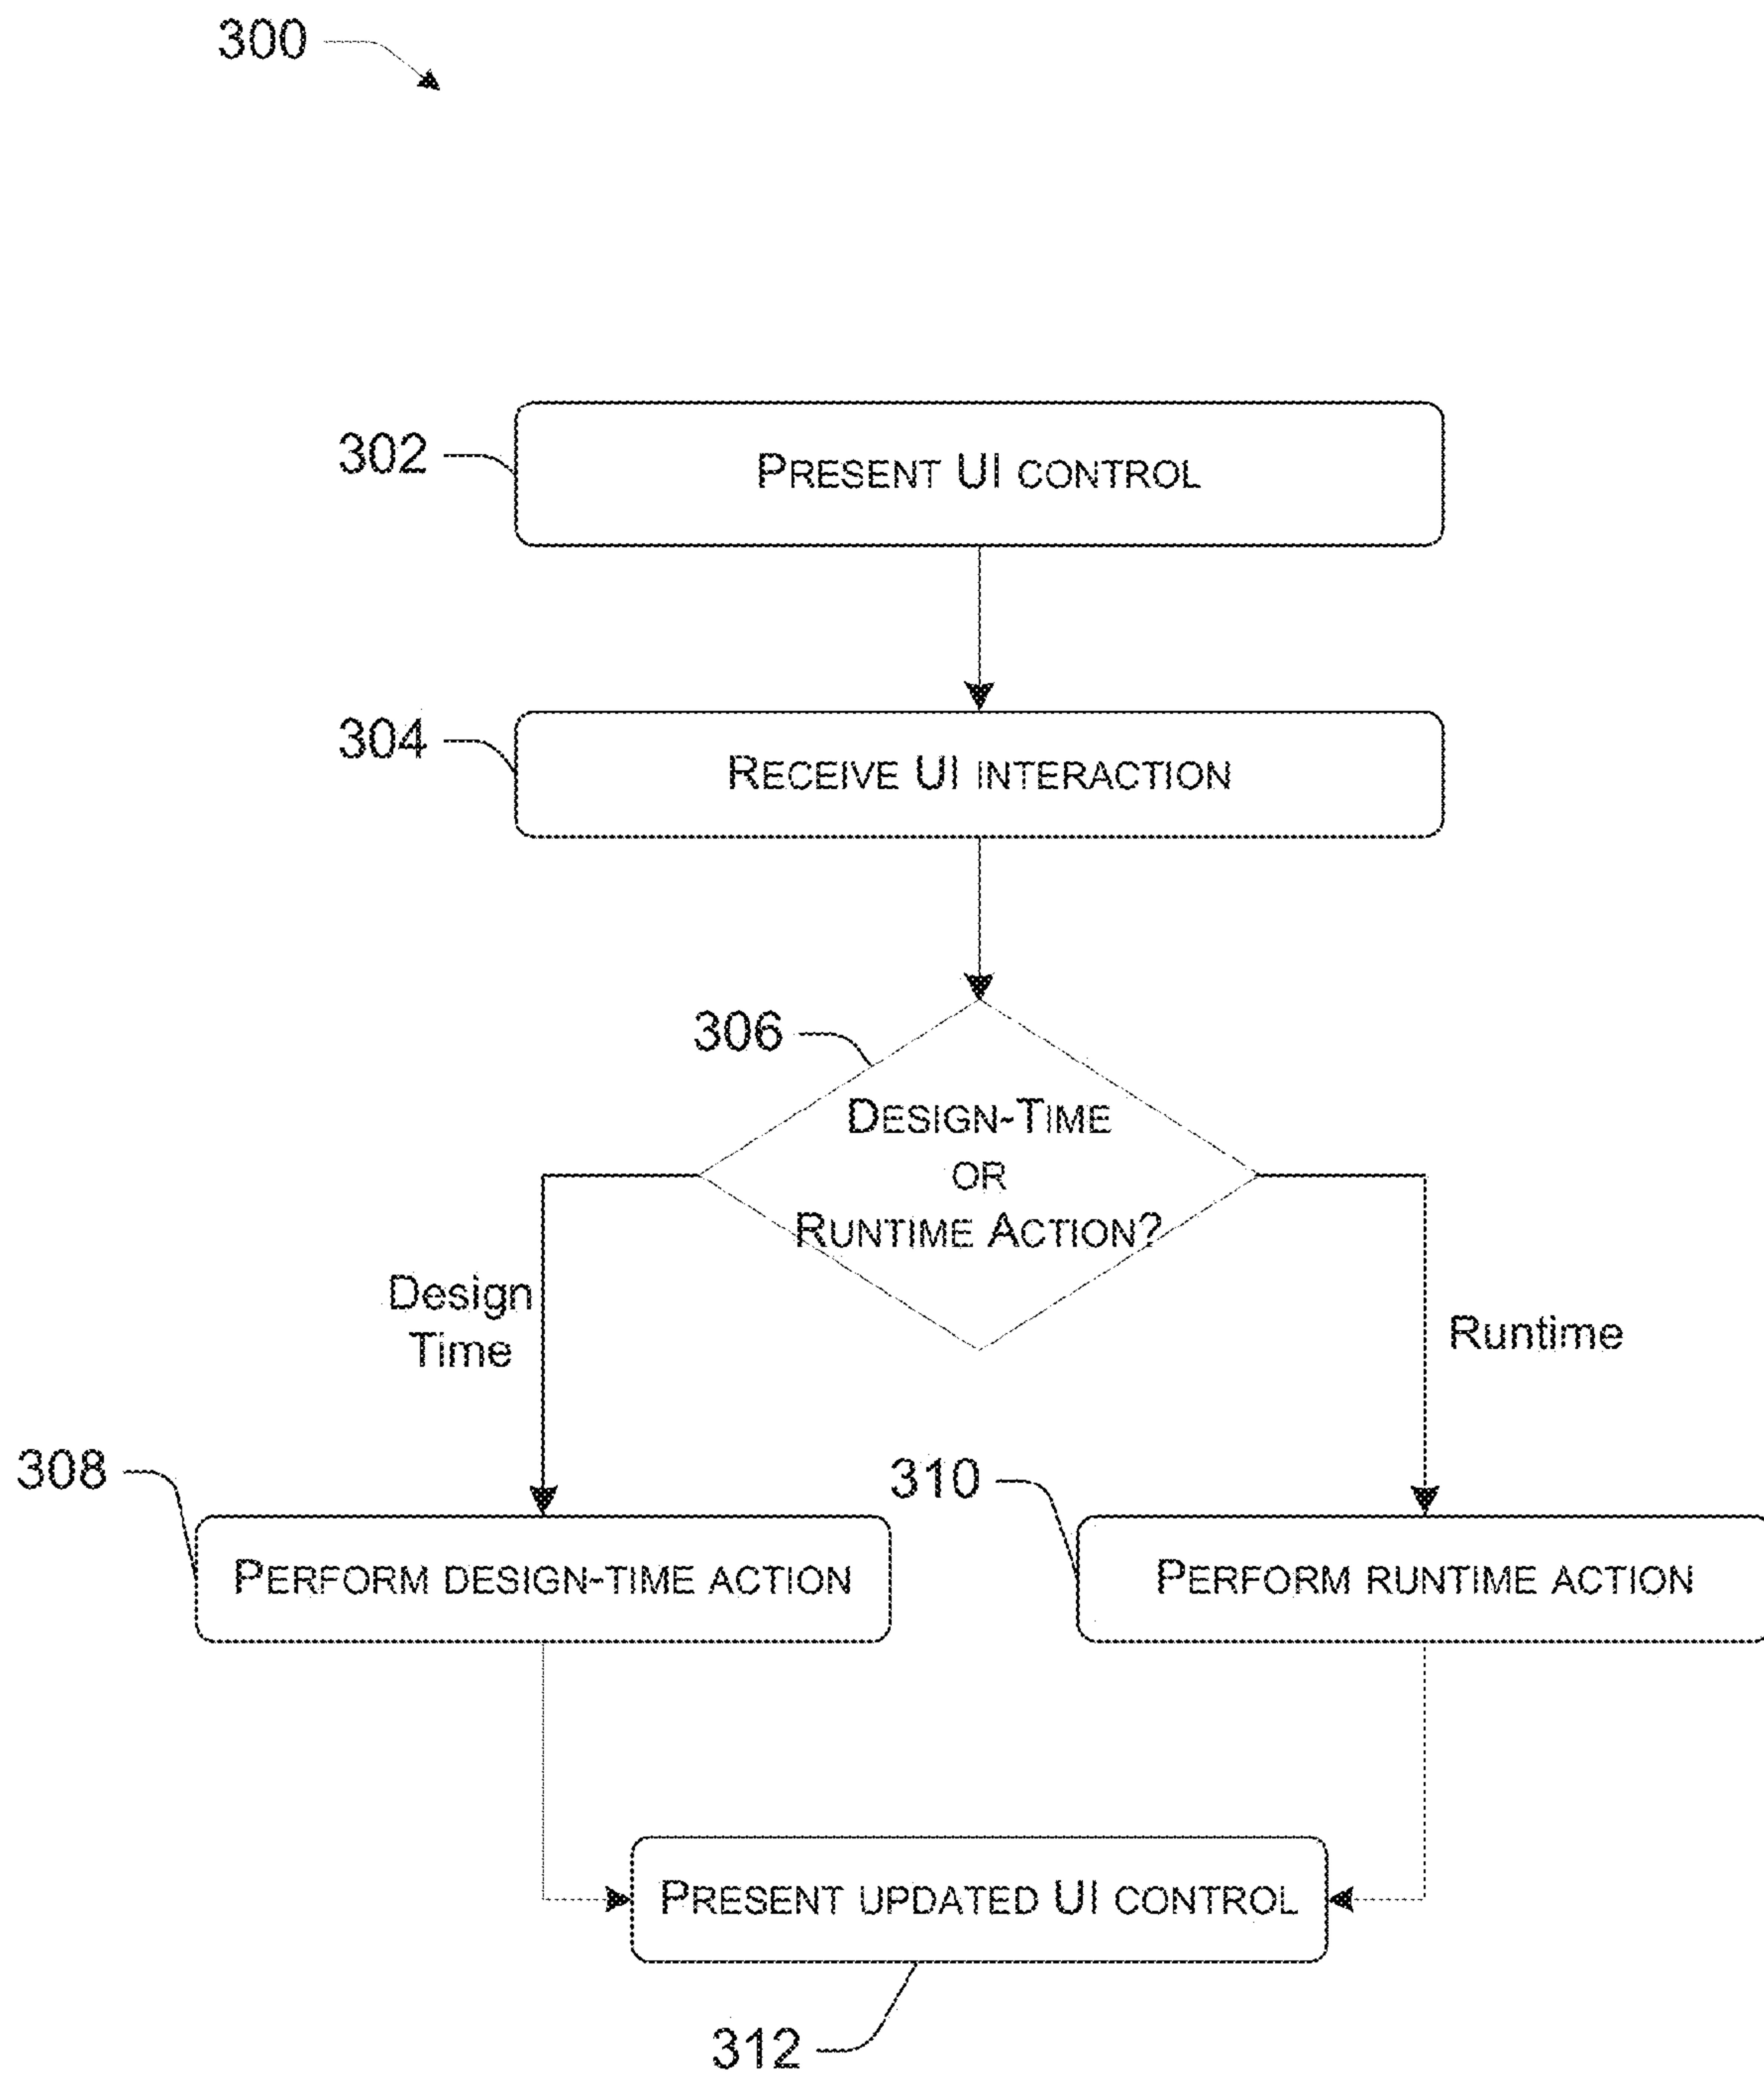 300
302
PRESENT UI CONTROL
304
RECEIVE UI INTERACTION
306
DESIGN-TIME
OR
RUNTIME ACTION?
Design
Time
Runtime
308
310
PERFORM DESIGN-TIME ACTION
PERFORM RUNTIME ACTION
PRESENT UPDATED UI CONTROL
312